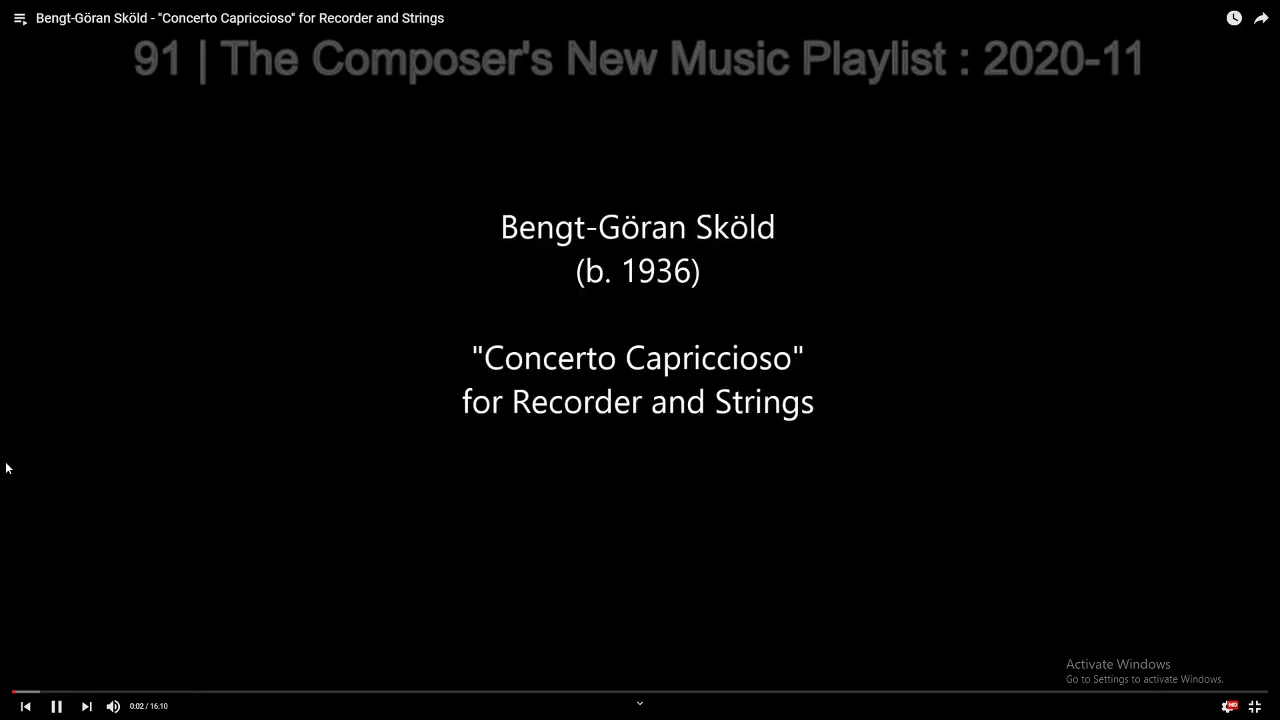 Bengt-Göran Sköld - "Concerto Capriccioso" for Recorder and Strings
91 | The Composer's New Music Playlist : 2020-11
Bengt-Göran Sköld
(b. 1936)
"Concerto Capriccioso"
for Recorder and Strings
Activate Windows
Go to Settings to activate Windows.
0:02 / 16:10
HD